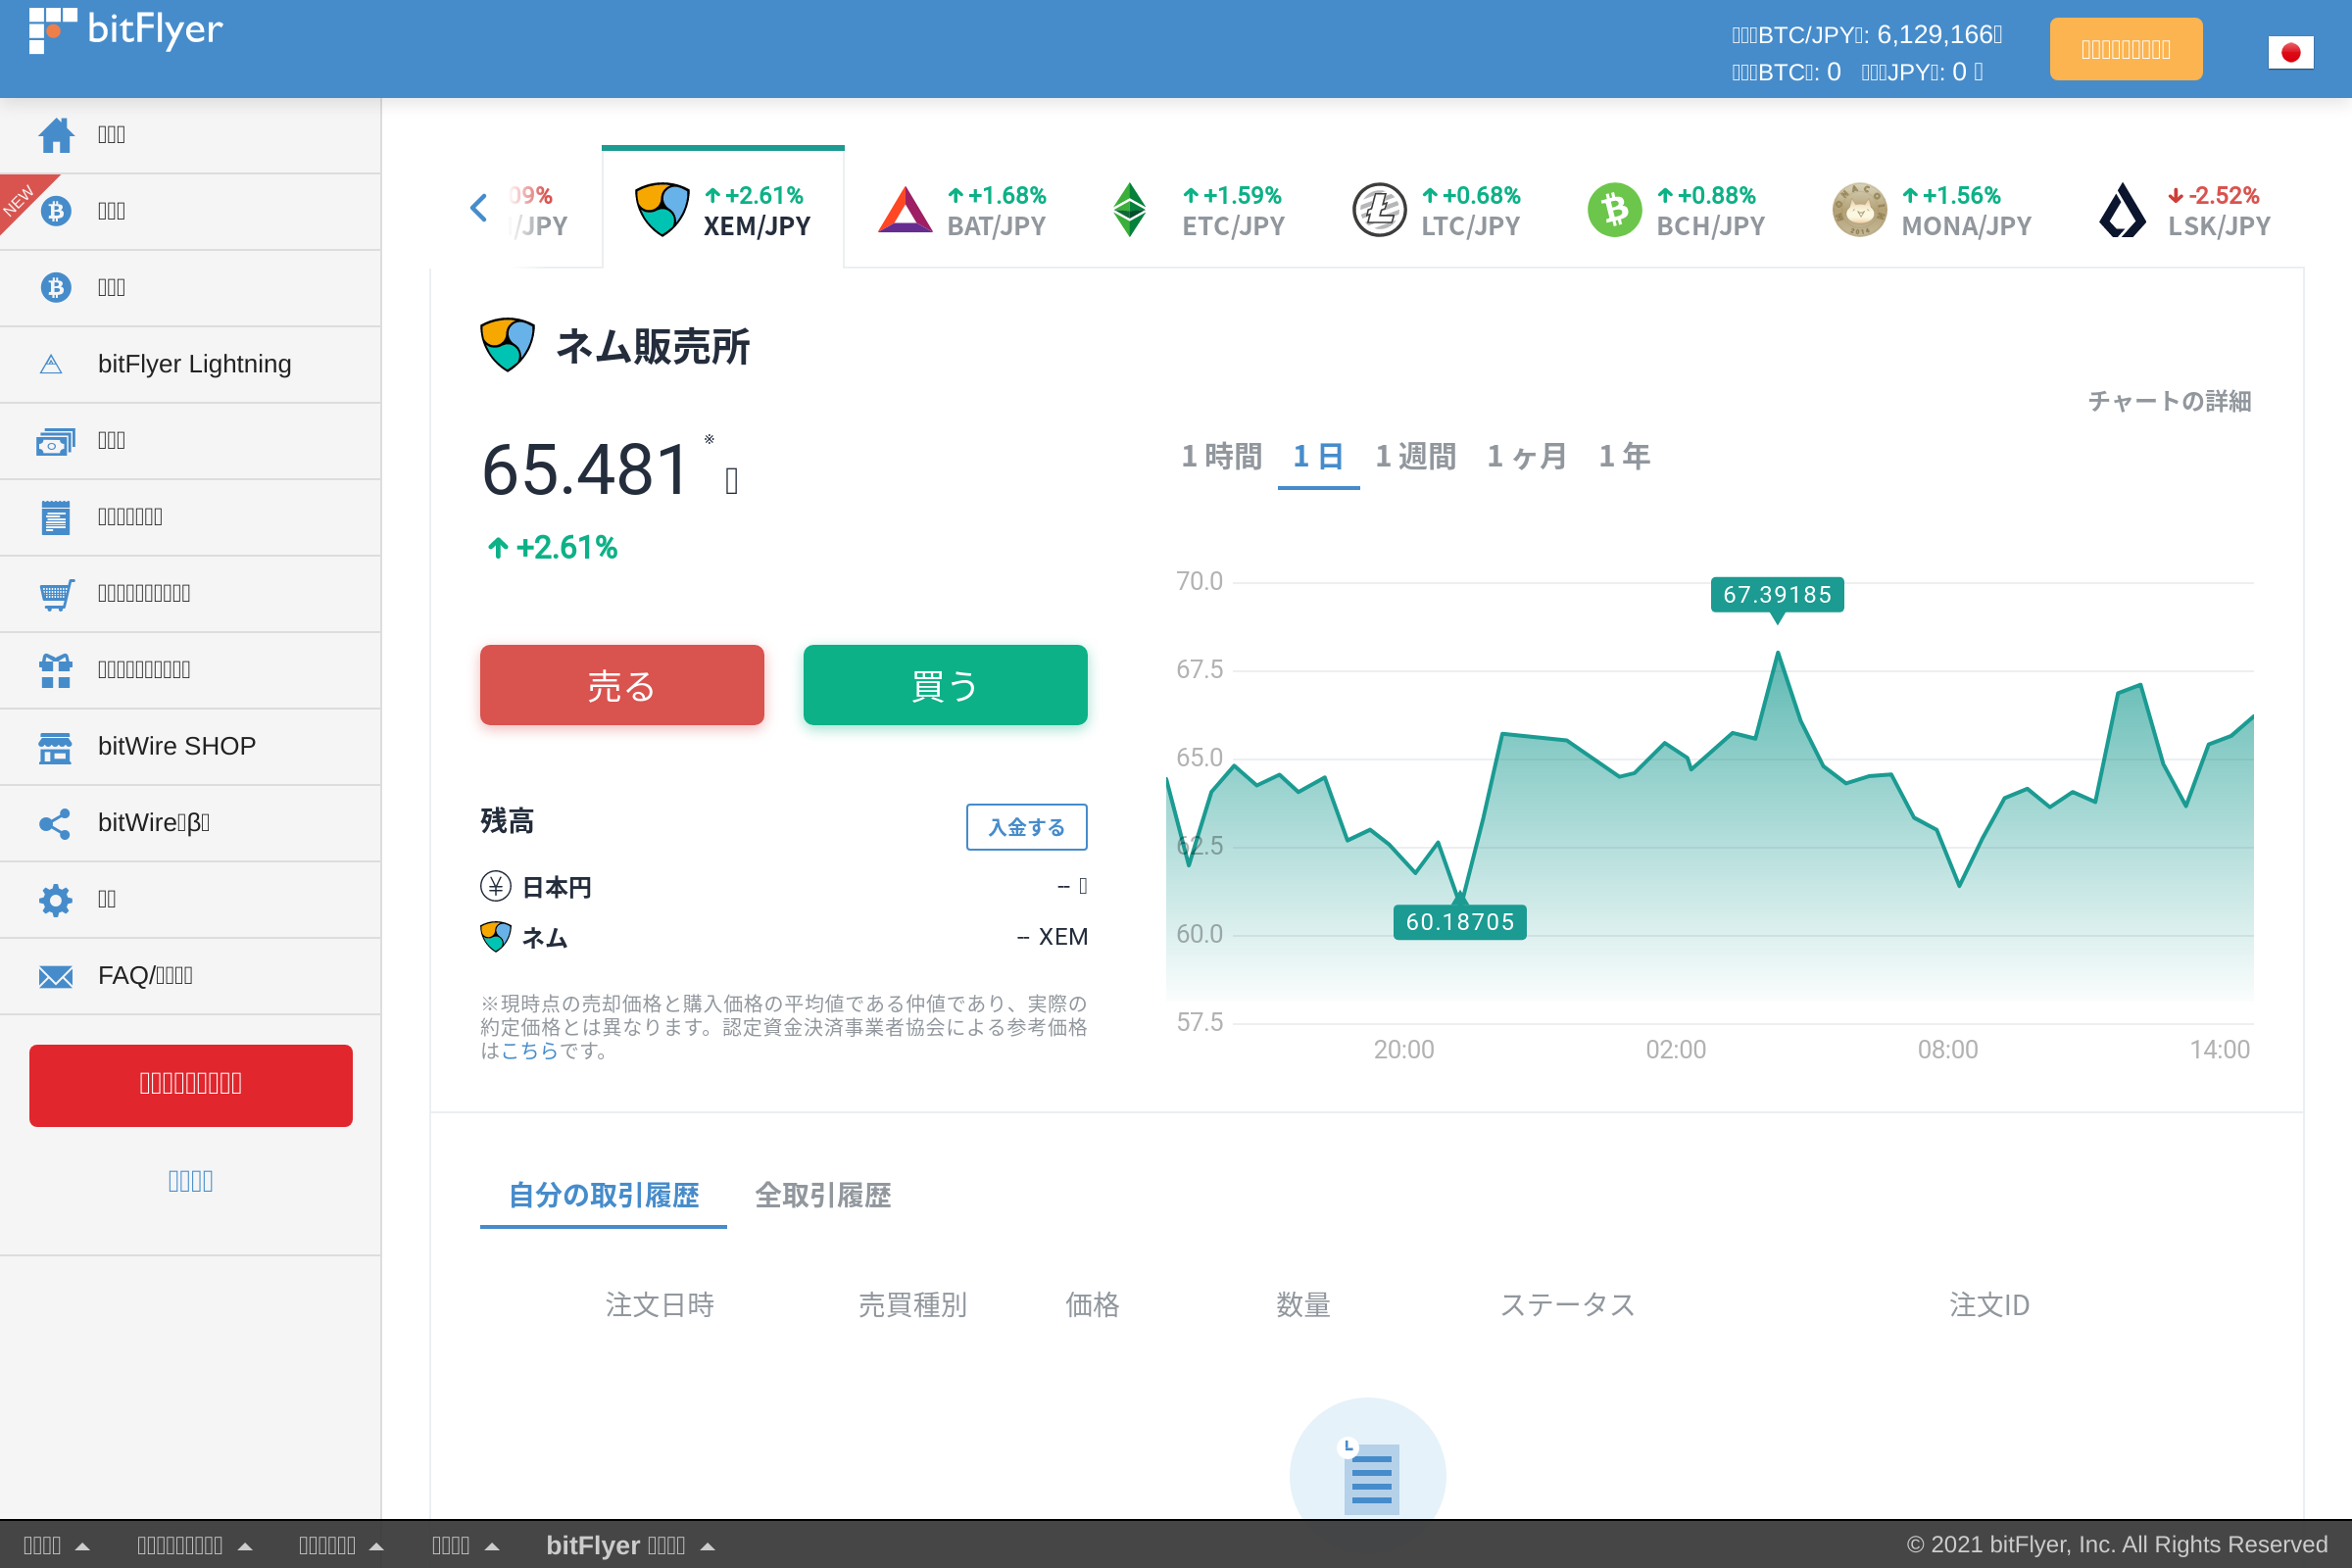 bitFlyer
BTC/JPY: 6,129,166
BTC: 0 JPY: 0
NEW
bitFlyer Lightning
bitWire SHOP
bitWire β
FAQ/
09% /JPY
+2.61% XEM/JPY
+1.68% BAT/JPY
+1.59% ETC/JPY
+0.68% LTC/JPY
+0.88% BCH/JPY
+1.56% MONA/JPY
-2.52% LSK/JPY
ネム販売所
チャートの詳細
65.481 ※
+2.61%
1 時間 1 日 1 週間 1 ヶ月 1 年
売る 買う
残高 入金する
日本円 --
ネム -- XEM
※現時点の売却価格と購入価格の平均値である仲値であり、実際の
約定価格とは異なります。認定資金決済事業者協会による参考価格
はこちらです。
70.0
67.39185
67.5
65.0
62.5
60.18705
60.0
57.5
20:00 02:00 08:00 14:00
自分の取引履歴 全取引履歴
注文日時 売買種別 価格 数量 ステータス 注文ID
bitFlyer
© 2021 bitFlyer, Inc. All Rights Reserved